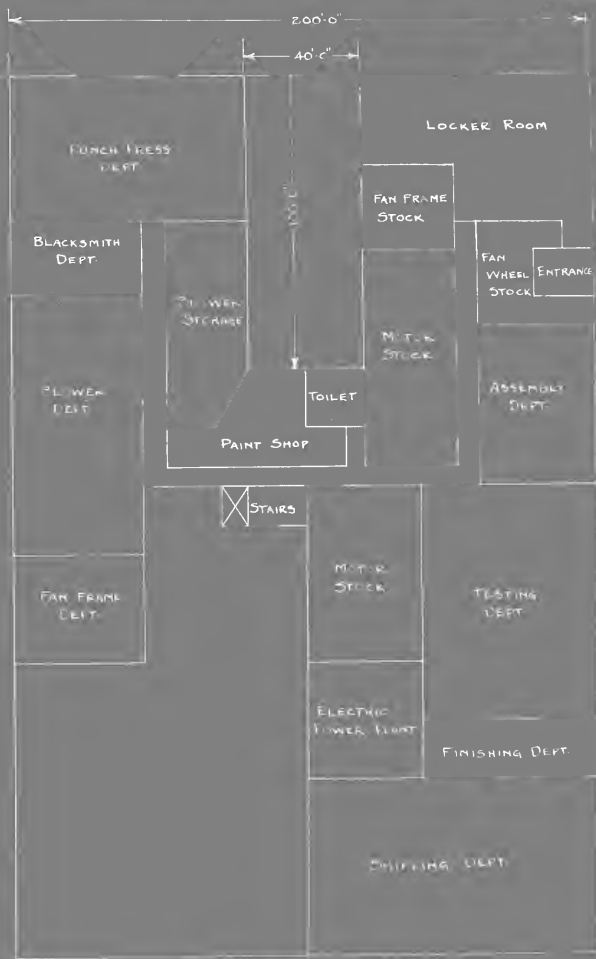 200'-0"
40'-0"
LOCKER ROOM
PUNCH PRESS
DEPT.
FAN FRAME
STOCK
BLACKSMITH
DEPT.
FAN
WHEEL
STOCK
ENTRANCE
BLOWER
STORAGE
MOTOR
STOCK
BLOWER
DEPT.
TOILET
ASSEMBLY
DEPT.
PAINT SHOP
STAIRS
MOTOR
STOCK
FAN FRAME
DEPT.
TESTING
DEPT.
ELECTRIC
POWER PLANT
FINISHING DEPT.
SHIPPING DEPT.